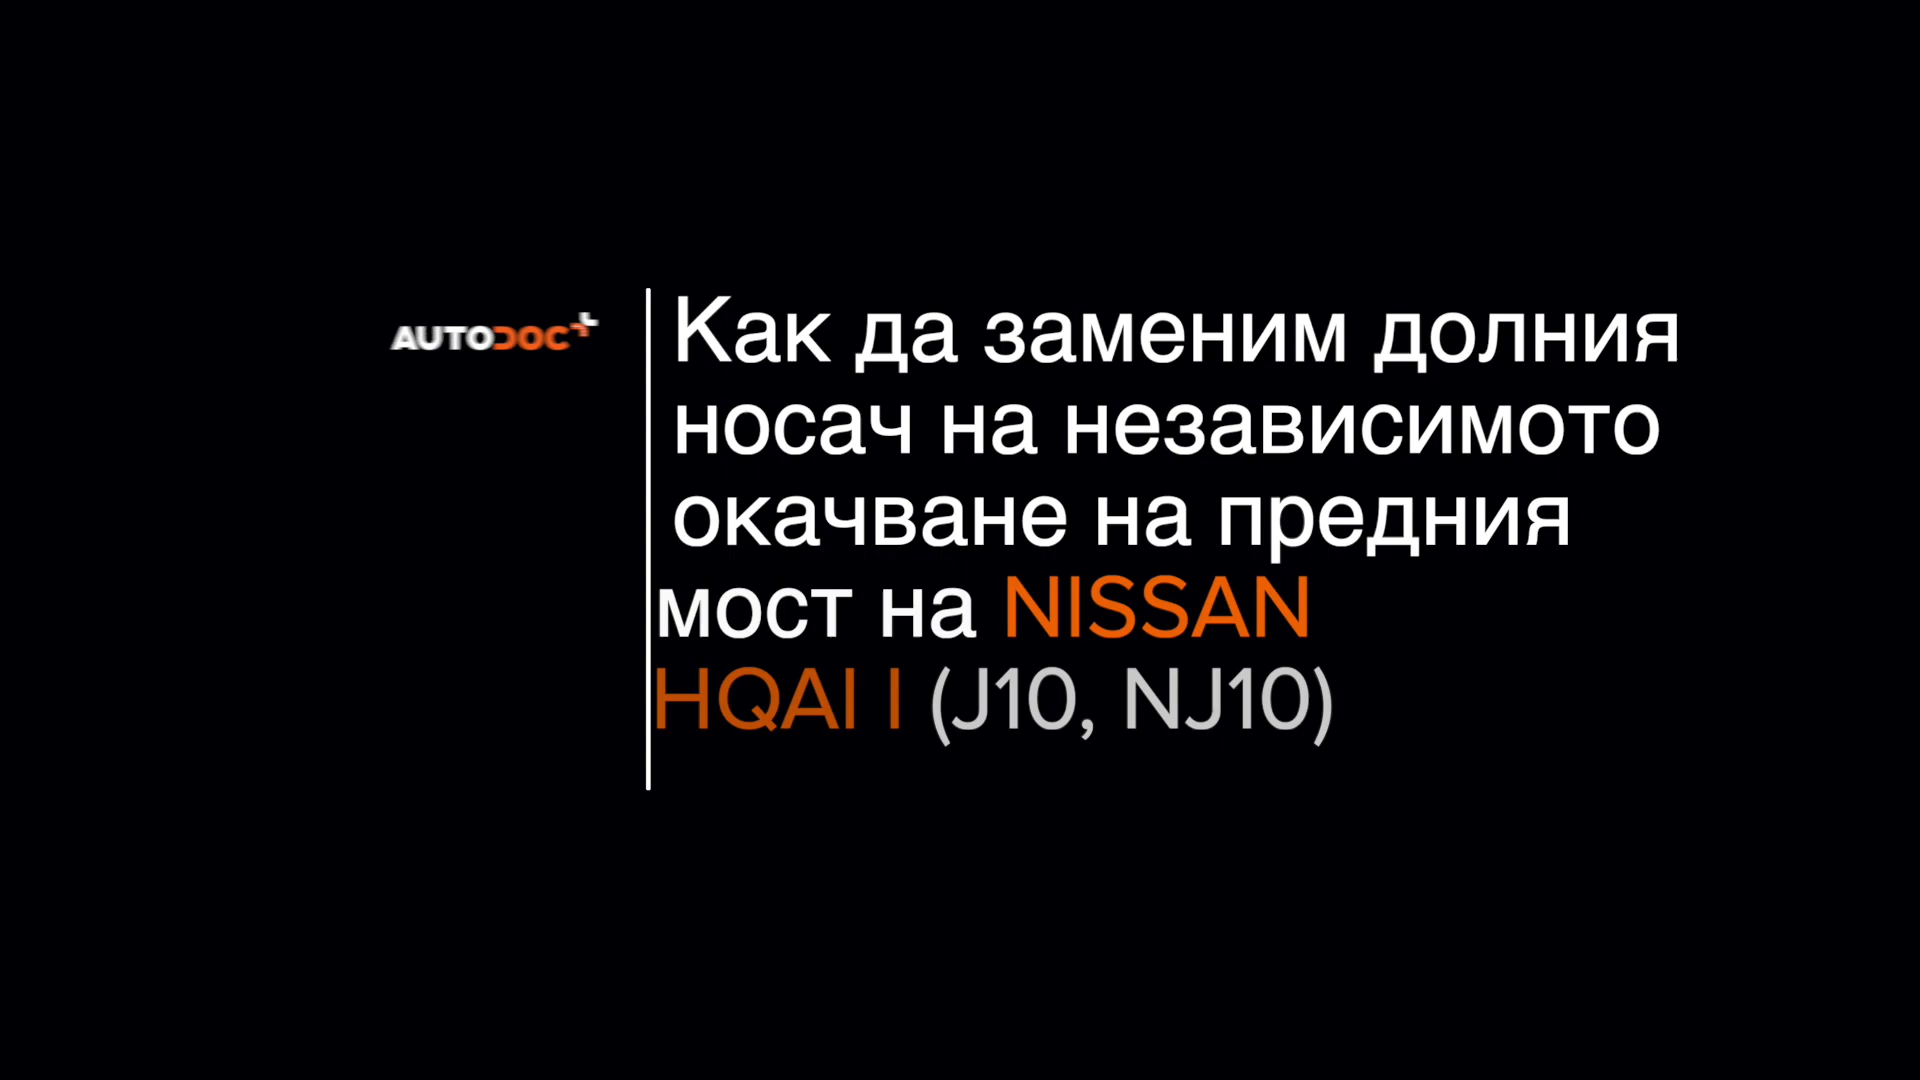 AUTODOC
Как да заменим долния
носач на независимото
окачване на предния
мост на NISSAN
HQAI I (J10, NJ10)